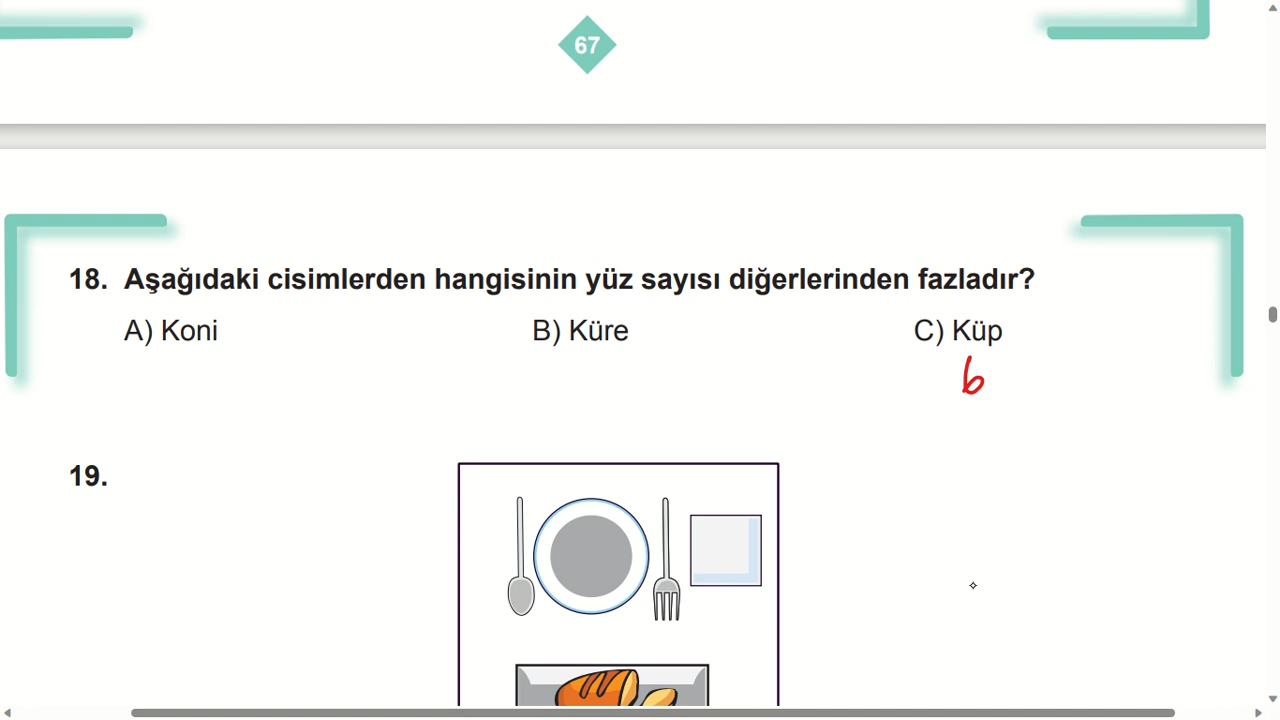 67
18. Aşağıdaki cisimlerden hangisinin yüz sayısı diğerlerinden fazladır?
A) Koni B) Küre C) Küp
6
19.